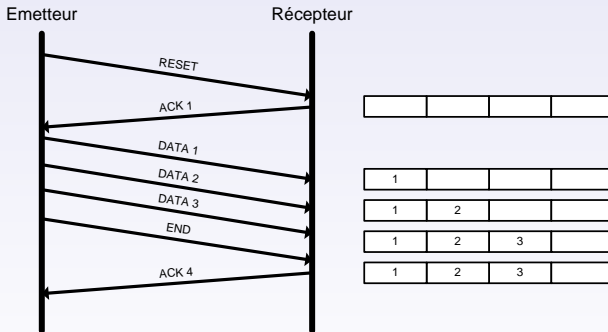 Emetteur Récepteur
RESET
ACK 1
DATA 1
DATA 2
DATA 3
END
ACK 4
1
1 2
1 2 3
1 2 3